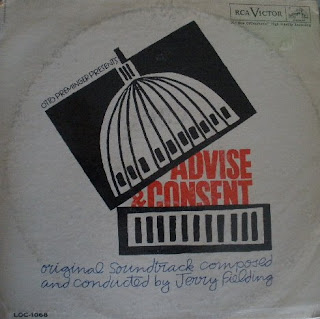 RCA VICTOR
OTTO PREMINGER PRESENTS
ADVISE
& CONSENT
original soundtrack composed
and conducted by Jerry Fielding
LOC-1068